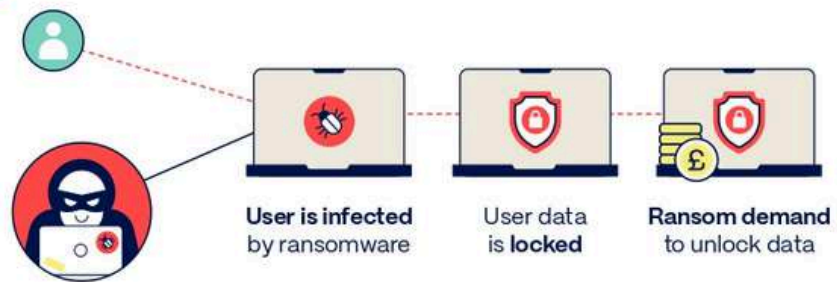 User is infected
by ransomware
User data
is locked
£
Ransom demand
to unlock data